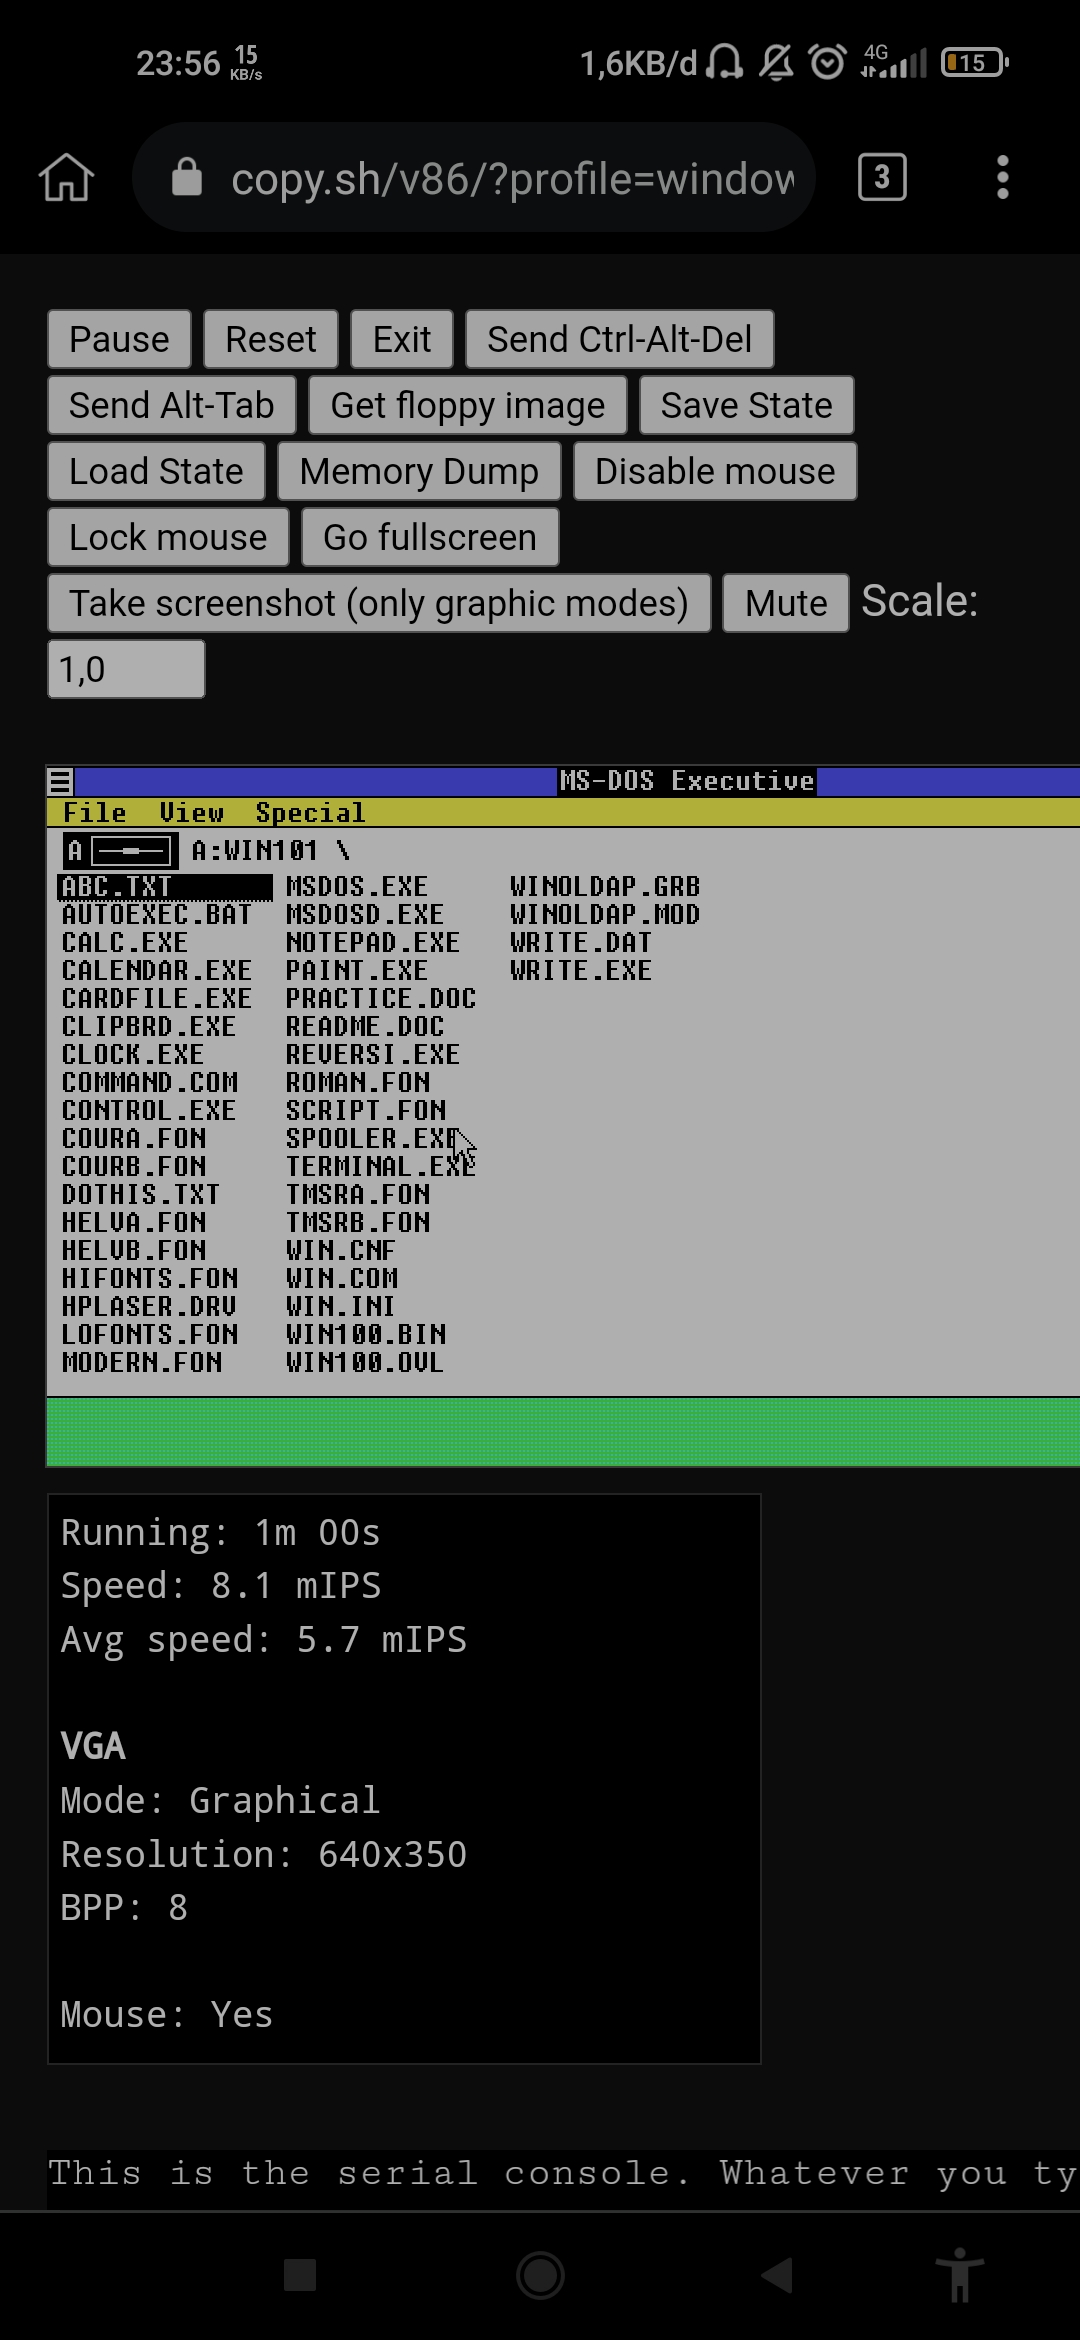 23:56 15 KB/s 1,6KB/d 4G 15
copy.sh/v86/?profile=window 3
Pause Reset Exit Send Ctrl-Alt-Del
Send Alt-Tab Get floppy image Save State
Load State Memory Dump Disable mouse
Lock mouse Go fullscreen
Take screenshot (only graphic modes) Mute Scale:
1,0
MS-DOS Executive
File View Special
A A:WIN101 \
ABC.TXT MSDOS.EXE WINOLDAP.GRB
AUTOEXEC.BAT MSDOSD.EXE WINOLDAP.MOD
CALC.EXE NOTEPAD.EXE WRITE.DAT
CALENDAR.EXE PAINT.EXE WRITE.EXE
CARDFILE.EXE PRACTICE.DOC
CLIPBRD.EXE README.DOC
CLOCK.EXE REVERSI.EXE
COMMAND.COM ROMAN.FON
CONTROL.EXE SCRIPT.FON
COURA.FON SPOOLER.EXE
COURB.FON TERMINAL.EXE
DOTHIS.TXT TMSRA.FON
HELVA.FON TMSRB.FON
HELVB.FON WIN.CNF
HIFONTS.FON WIN.COM
HPLASER.DRV WIN.INI
LOFONTS.FON WIN100.BIN
MODERN.FON WIN100.OVL
Running: 1m 00s
Speed: 8.1 mIPS
Avg speed: 5.7 mIPS
VGA
Mode: Graphical
Resolution: 640x350
BPP: 8
Mouse: Yes
This is the serial console. Whatever you ty